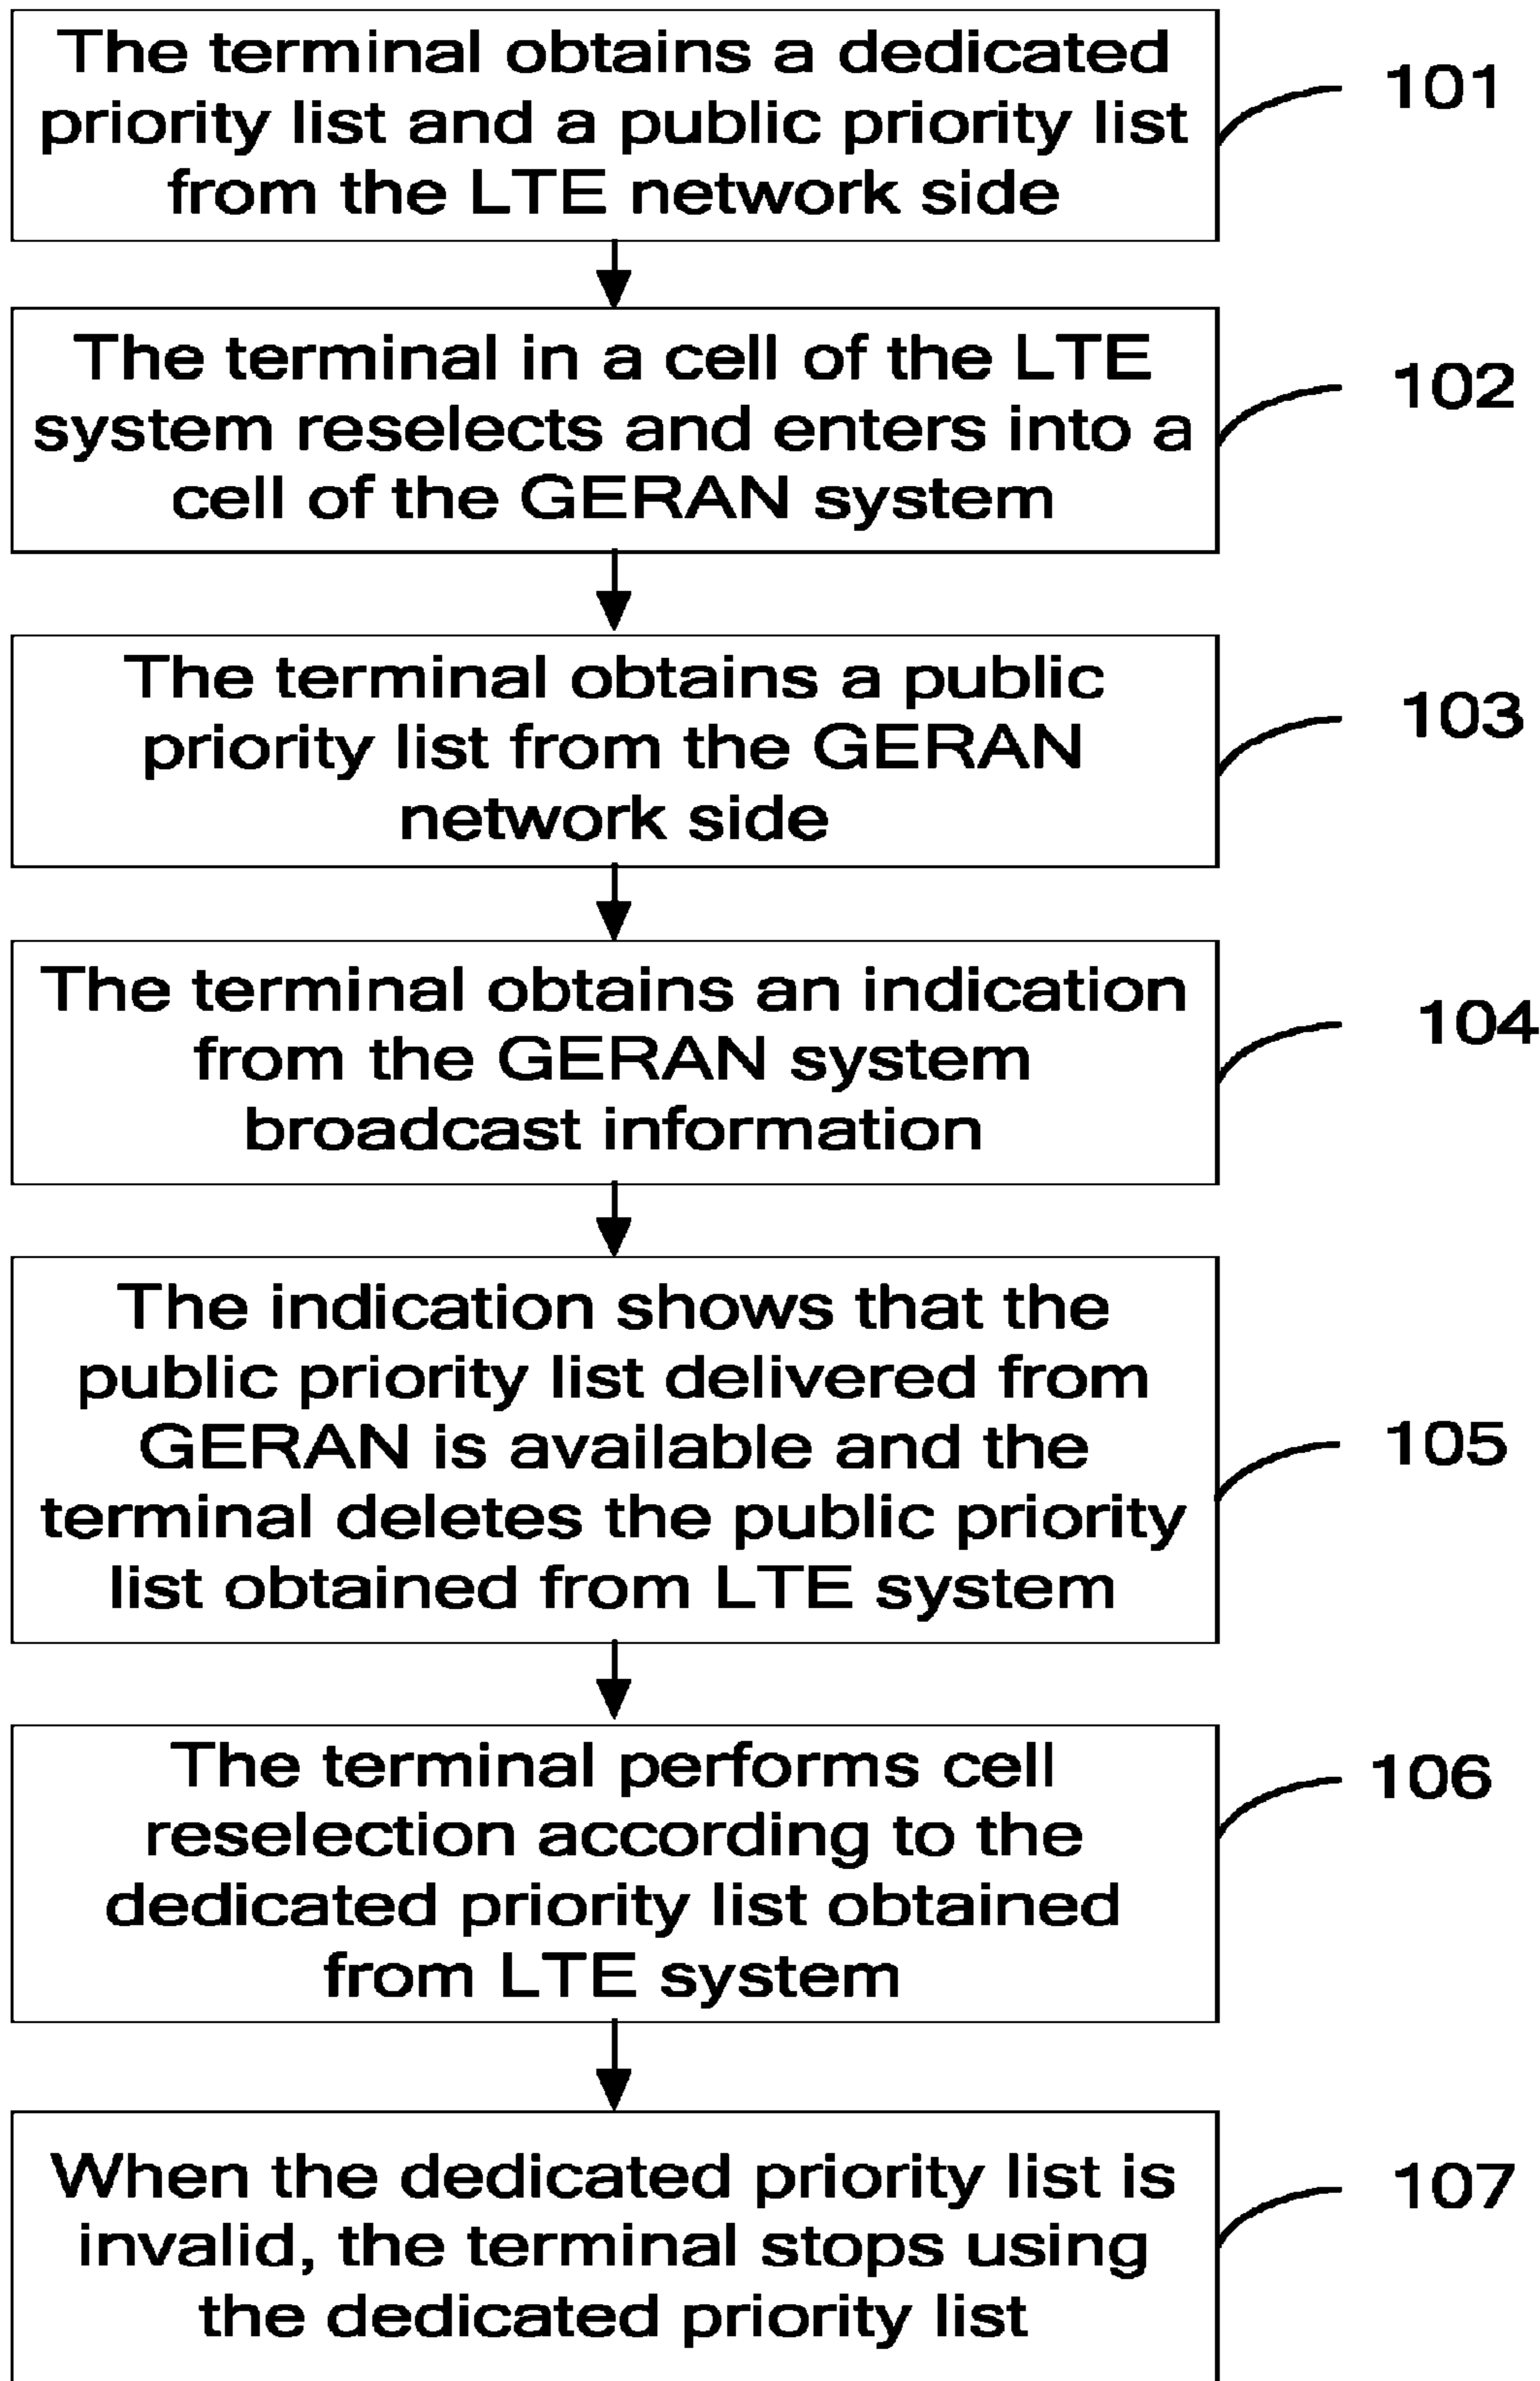 The terminal obtains a dedicated
priority list and a public priority list
from the LTE network side
101
The terminal in a cell of the LTE
system reselects and enters into a
cell of the GERAN system
102
The terminal obtains a public
priority list from the GERAN
network side
103
The terminal obtains an indication
from the GERAN system
broadcast information
104
The indication shows that the
public priority list delivered from
GERAN is available and the
terminal deletes the public priority
list obtained from LTE system
105
The terminal performs cell
reselection according to the
dedicated priority list obtained
from LTE system
106
When the dedicated priority list is
invalid, the terminal stops using
the dedicated priority list
107